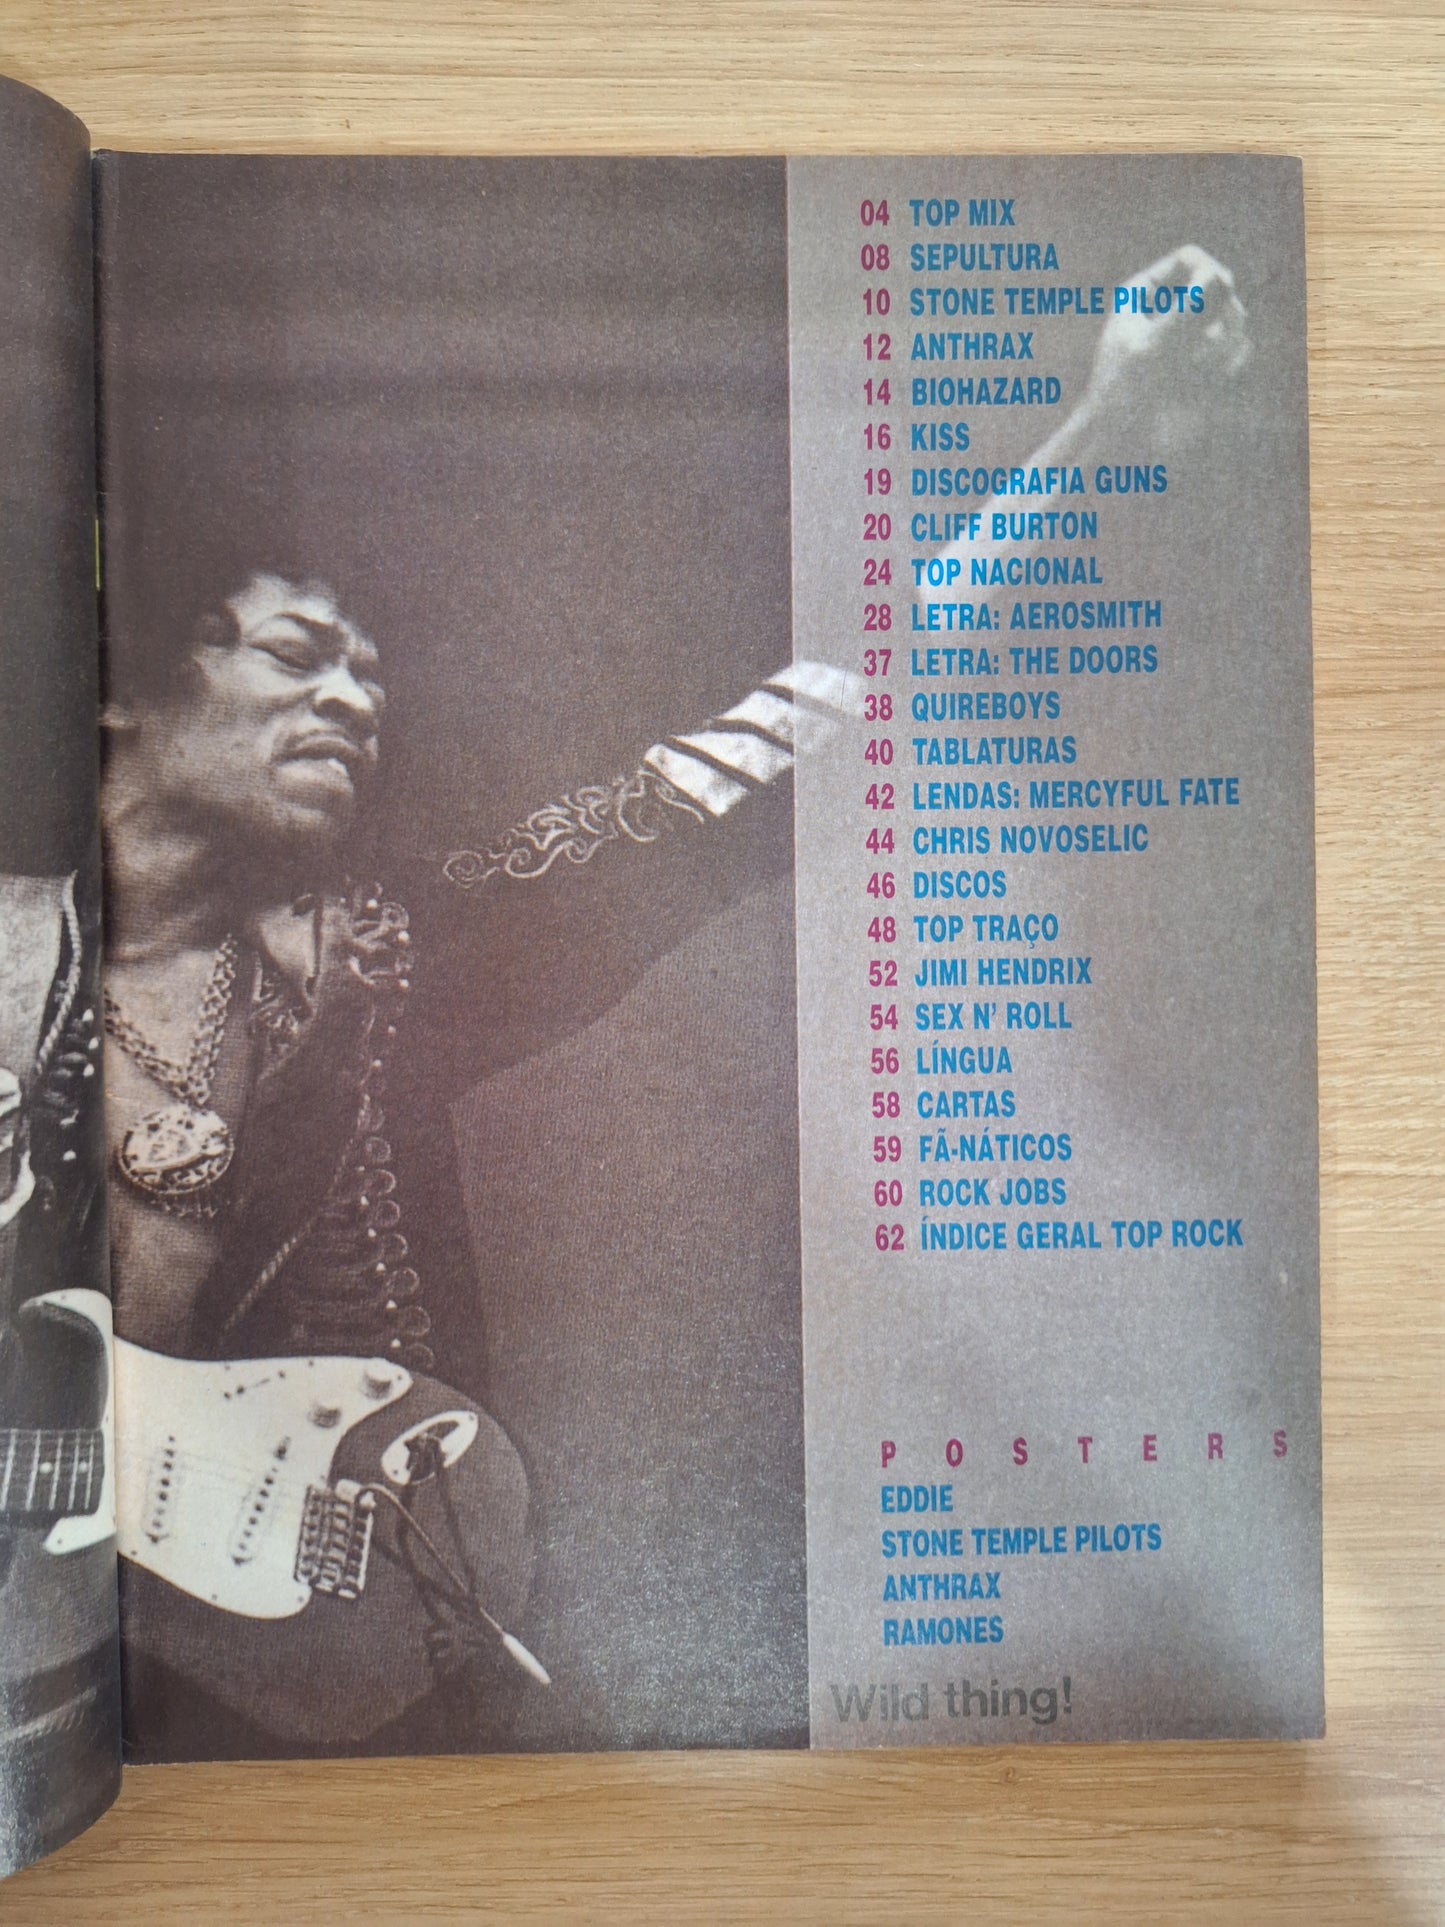 04 TOP MIX
08 SEPULTURA
10 STONE TEMPLE PILOTS
12 ANTHRAX
14 BIOHAZARD
16 KISS
19 DISCOGRAFIA GUNS
20 CLIFF BURTON
24 TOP NACIONAL
28 LETRA: AEROSMITH
37 LETRA: THE DOORS
38 QUIREBOYS
40 TABLATURAS
42 LENDAS: MERCYFUL FATE
44 CHRIS NOVOSELIC
46 DISCOS
48 TOP TRAÇO
52 JIMI HENDRIX
54 SEX N' ROLL
56 LÍNGUA
58 CARTAS
59 FÃ-NÁTICOS
60 ROCK JOBS
62 ÍNDICE GERAL TOP ROCK
POSTERS
EDDIE
STONE TEMPLE PILOTS
ANTHRAX
RAMONES
Wild thing!